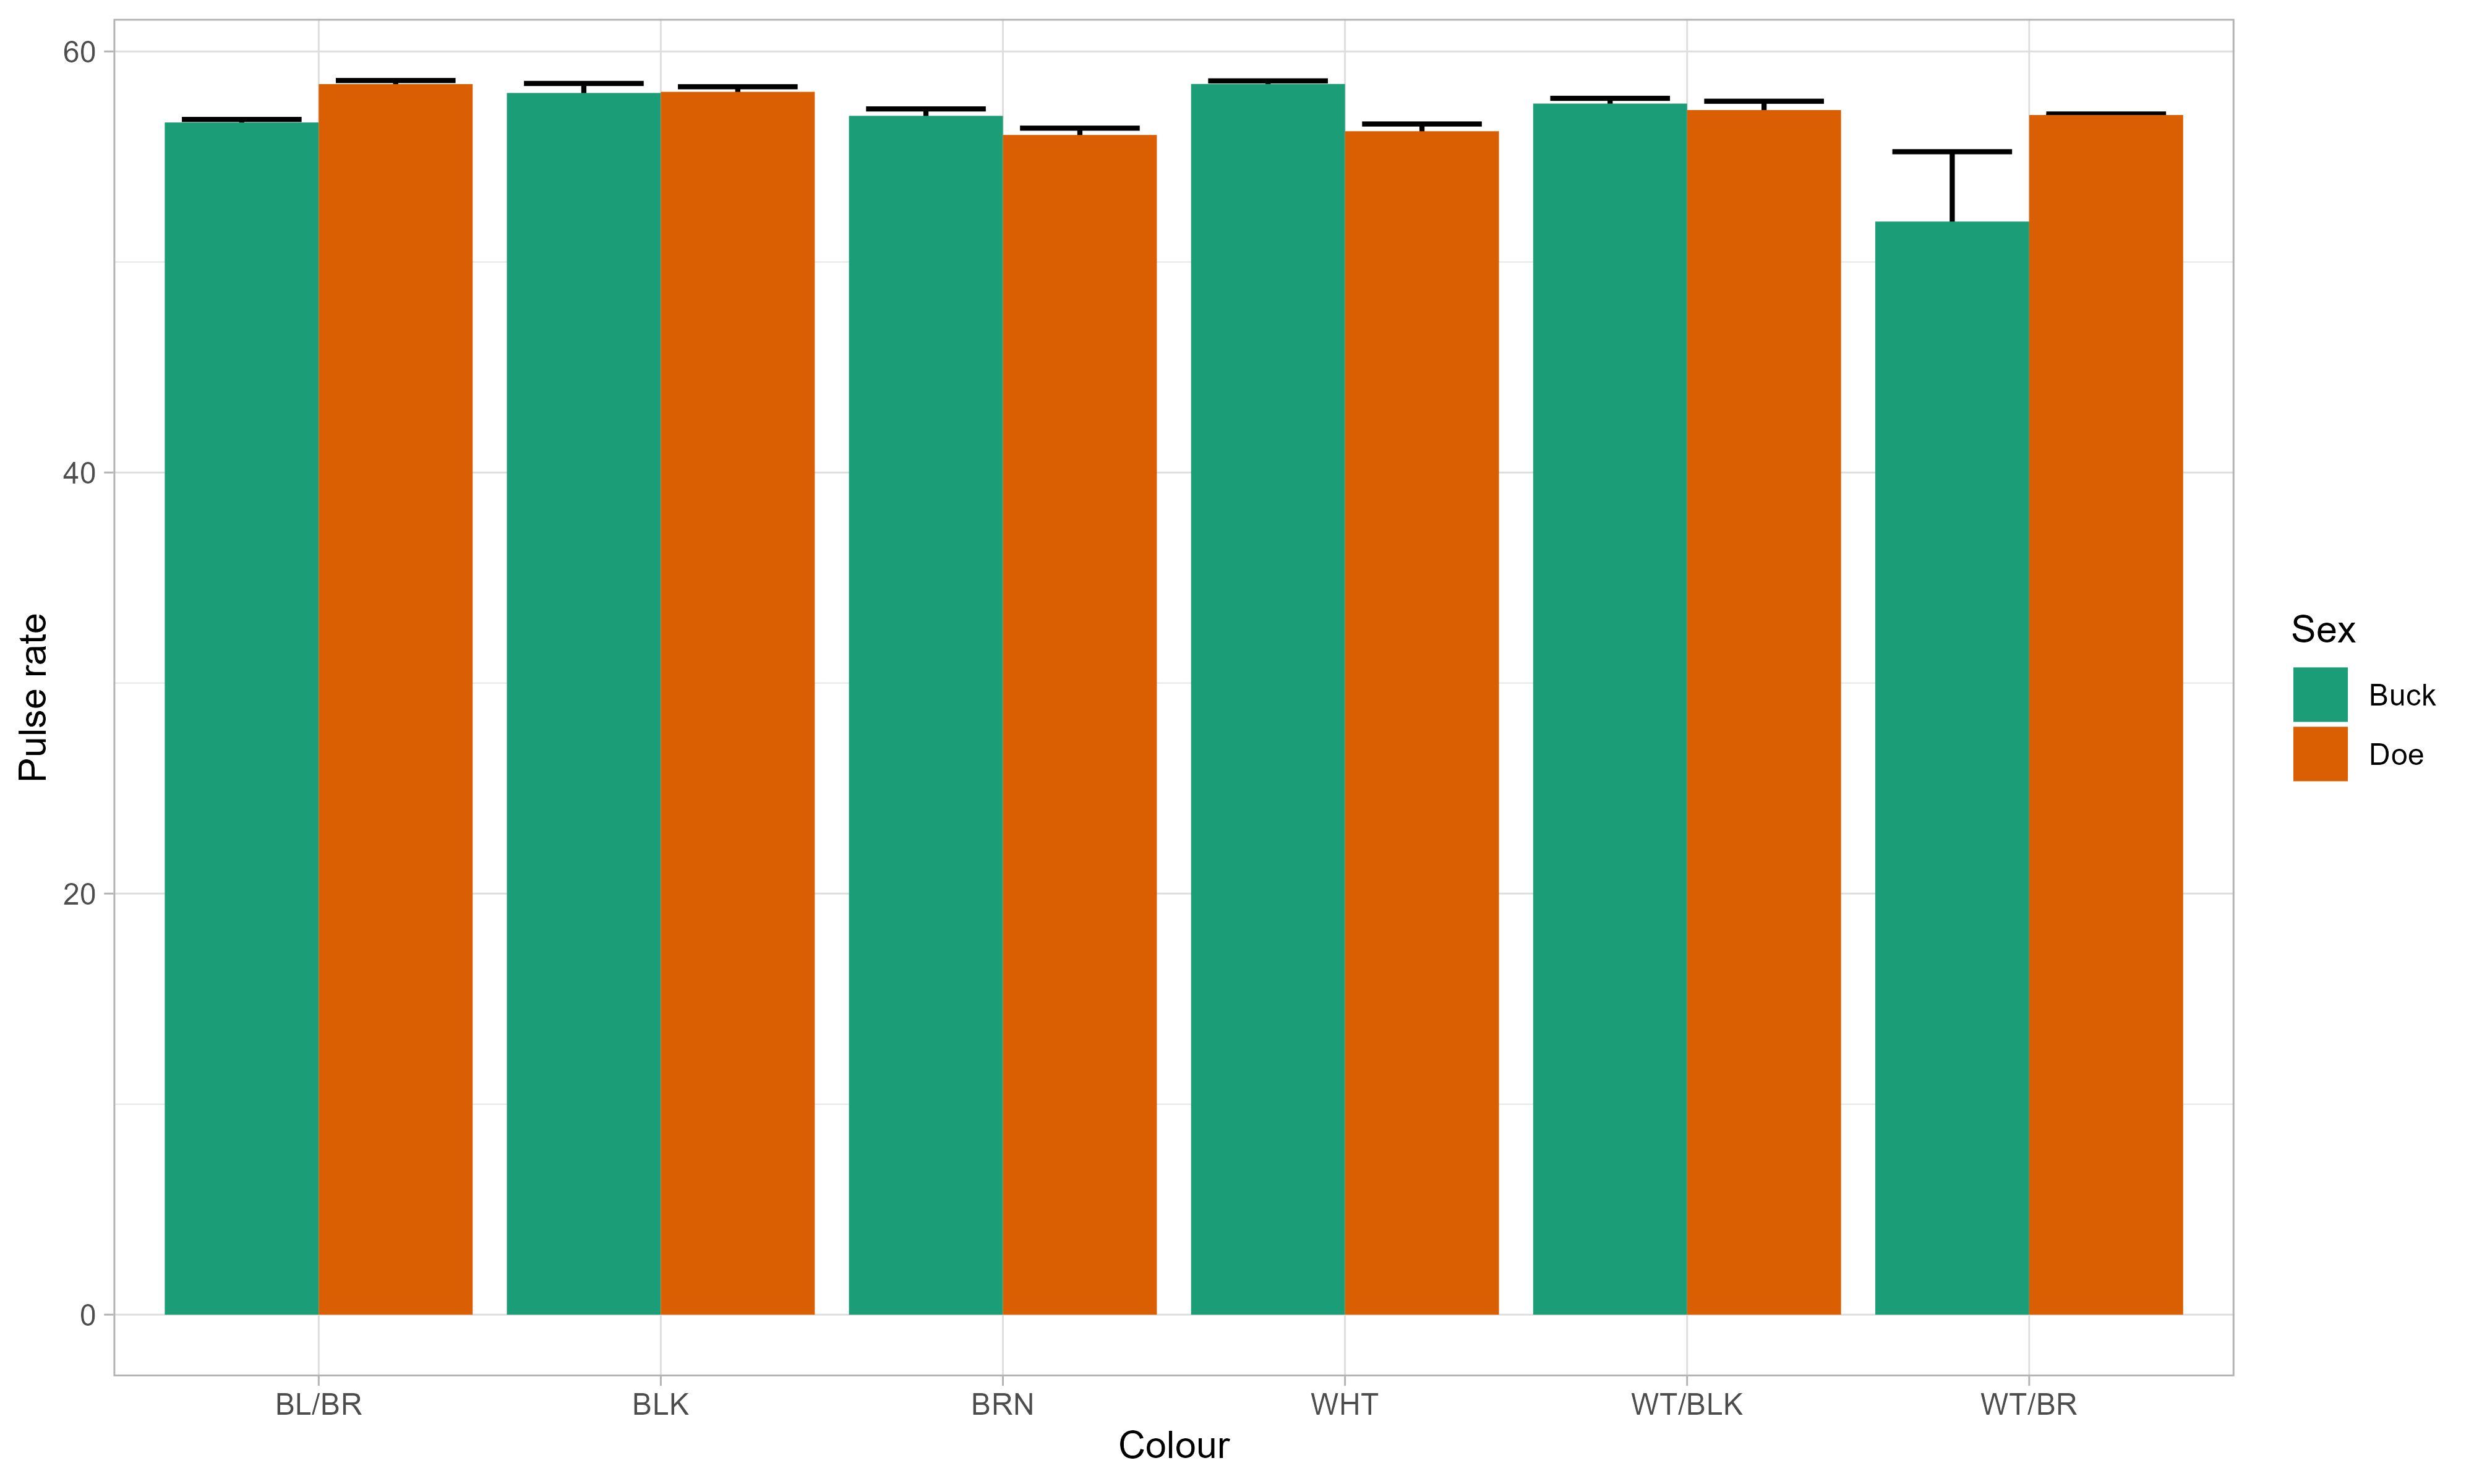 60
40
20
0
Pulse rate
BL/BR
BLK
BRN
WHT
WT/BLK
WT/BR
Colour
Sex
Buck
Doe